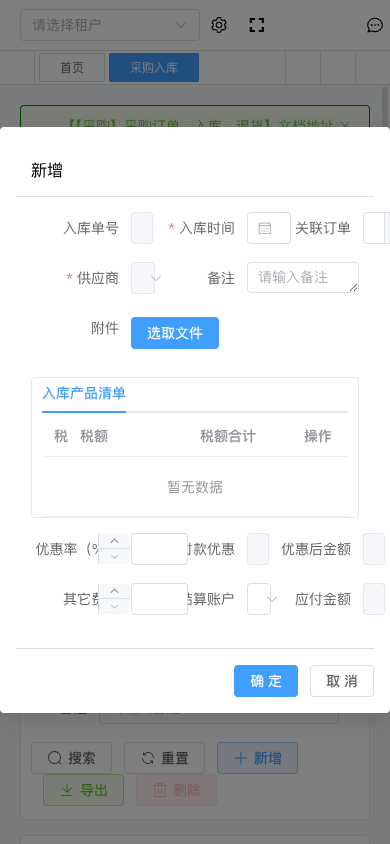 请选择租户
首页
采购入库
【【采购】采购订单、入库、退货】文档地址
新增
入库单号
* 入库时间
关联订单
* 供应商
备注
请输入备注
附件
选取文件
入库产品清单
税
税额
税额合计
操作
暂无数据
优惠率（%
付款优惠
优惠后金额
其它费
结算账户
应付金额
确 定
取 消
搜索
重置
新增
导出
删除